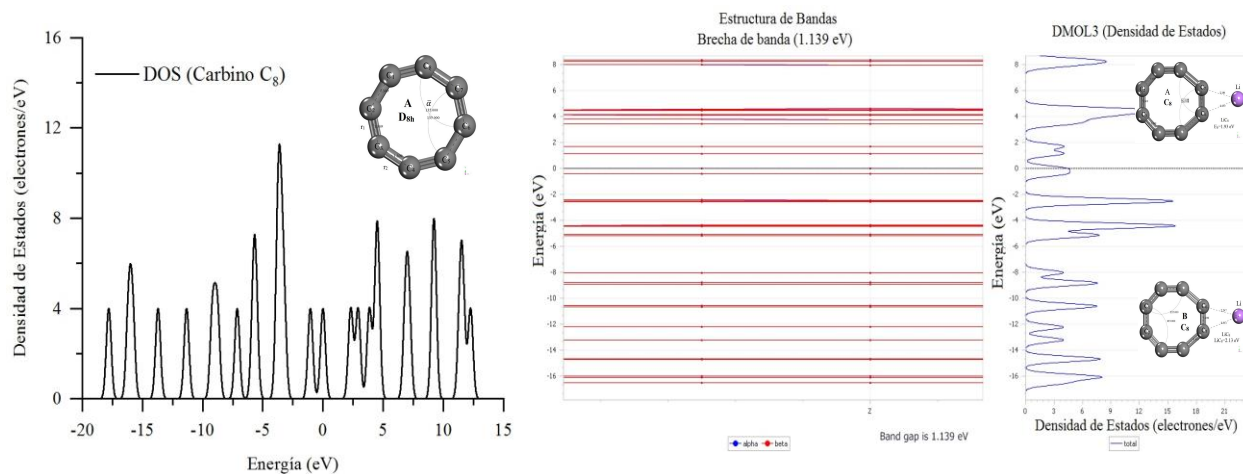 16
12
8
4
0
Densidad de Estados (electrones/eV)
DOS (Carbino C8)
A
D8h
-20
-15
-10
-5
0
5
10
15
Energía (eV)
Estructura de Bandas
Brecha de banda (1.139 eV)
8
6
4
2
0
-2
-4
-6
-8
-10
-12
-14
-16
Energía (eV)
2
alpha
beta
Band gap is 1.139 eV
DMOL3 (Densidad de Estados)
8
6
4
2
0
-2
-4
-6
-8
-10
-12
-14
-16
Energía (eV)
A
C8
Li
B
C8
Li
0 3 6 9 12 15 18 21
Densidad de Estados (electrones/eV)
total